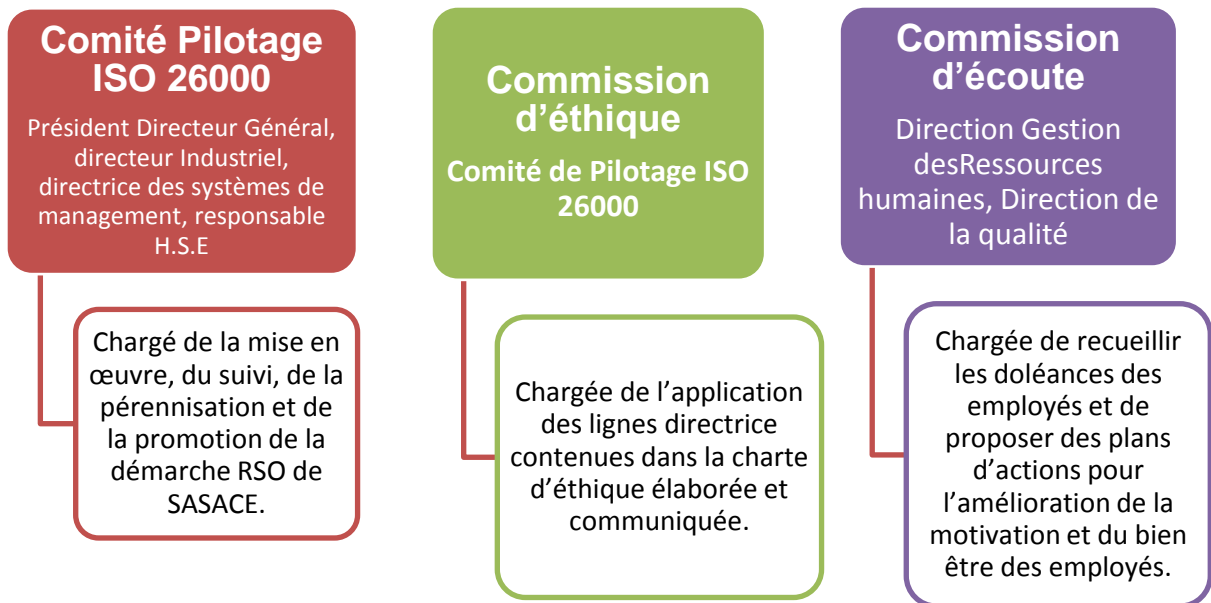 Comité Pilotage
ISO 26000
Président Directeur Général,
directeur Industriel,
directrice des systèmes de
management, responsable
H.S.E
Chargé de la mise en
œuvre, du suivi, de la
pérennisation et de
la promotion de la
démarche RSO de
SASACE.
Commission
d’éthique
Comité de Pilotage ISO
26000
Chargée de l’application
des lignes directrice
contenues dans la charte
d’éthique élaborée et
communiquée.
Commission
d’écoute
Direction Gestion
desRessources
humaines, Direction de
la qualité
Chargée de recueillir
les doléances des
employés et de
proposer des plans
d’actions pour
l’amélioration de la
motivation et du bien
être des employés.